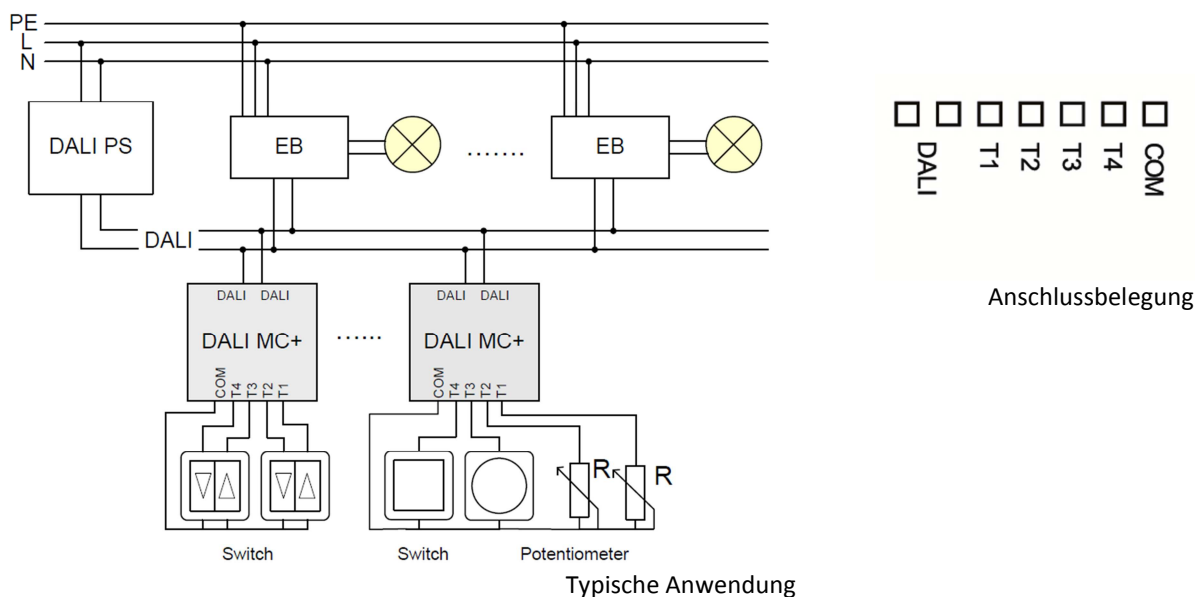 PE
L
N
DALI PS
EB
.......
EB
DALI
DALI DALI
DALI MC+
COM
T4
T3
T2
T1
......
DALI DALI
DALI MC+
COM
T4
T3
T2
T1
R
R
Switch
Switch
Potentiometer
Typische Anwendung
DALI
T1
T2
T3
T4
COM
Anschlussbelegung